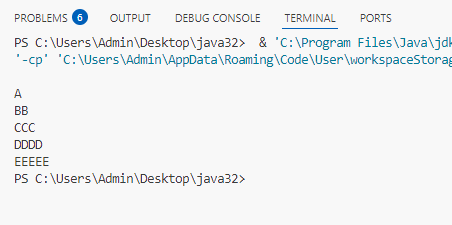 PROBLEMS 6 OUTPUT DEBUG CONSOLE TERMINAL PORTS
PS C:\Users\Admin\Desktop\java32>  & 'C:\Program Files\Java\jdk
'-cp' 'C:\Users\Admin\AppData\Roaming\Code\User\workspaceStorag
A
BB
CCC
DDDD
EEEEE
PS C:\Users\Admin\Desktop\java32>